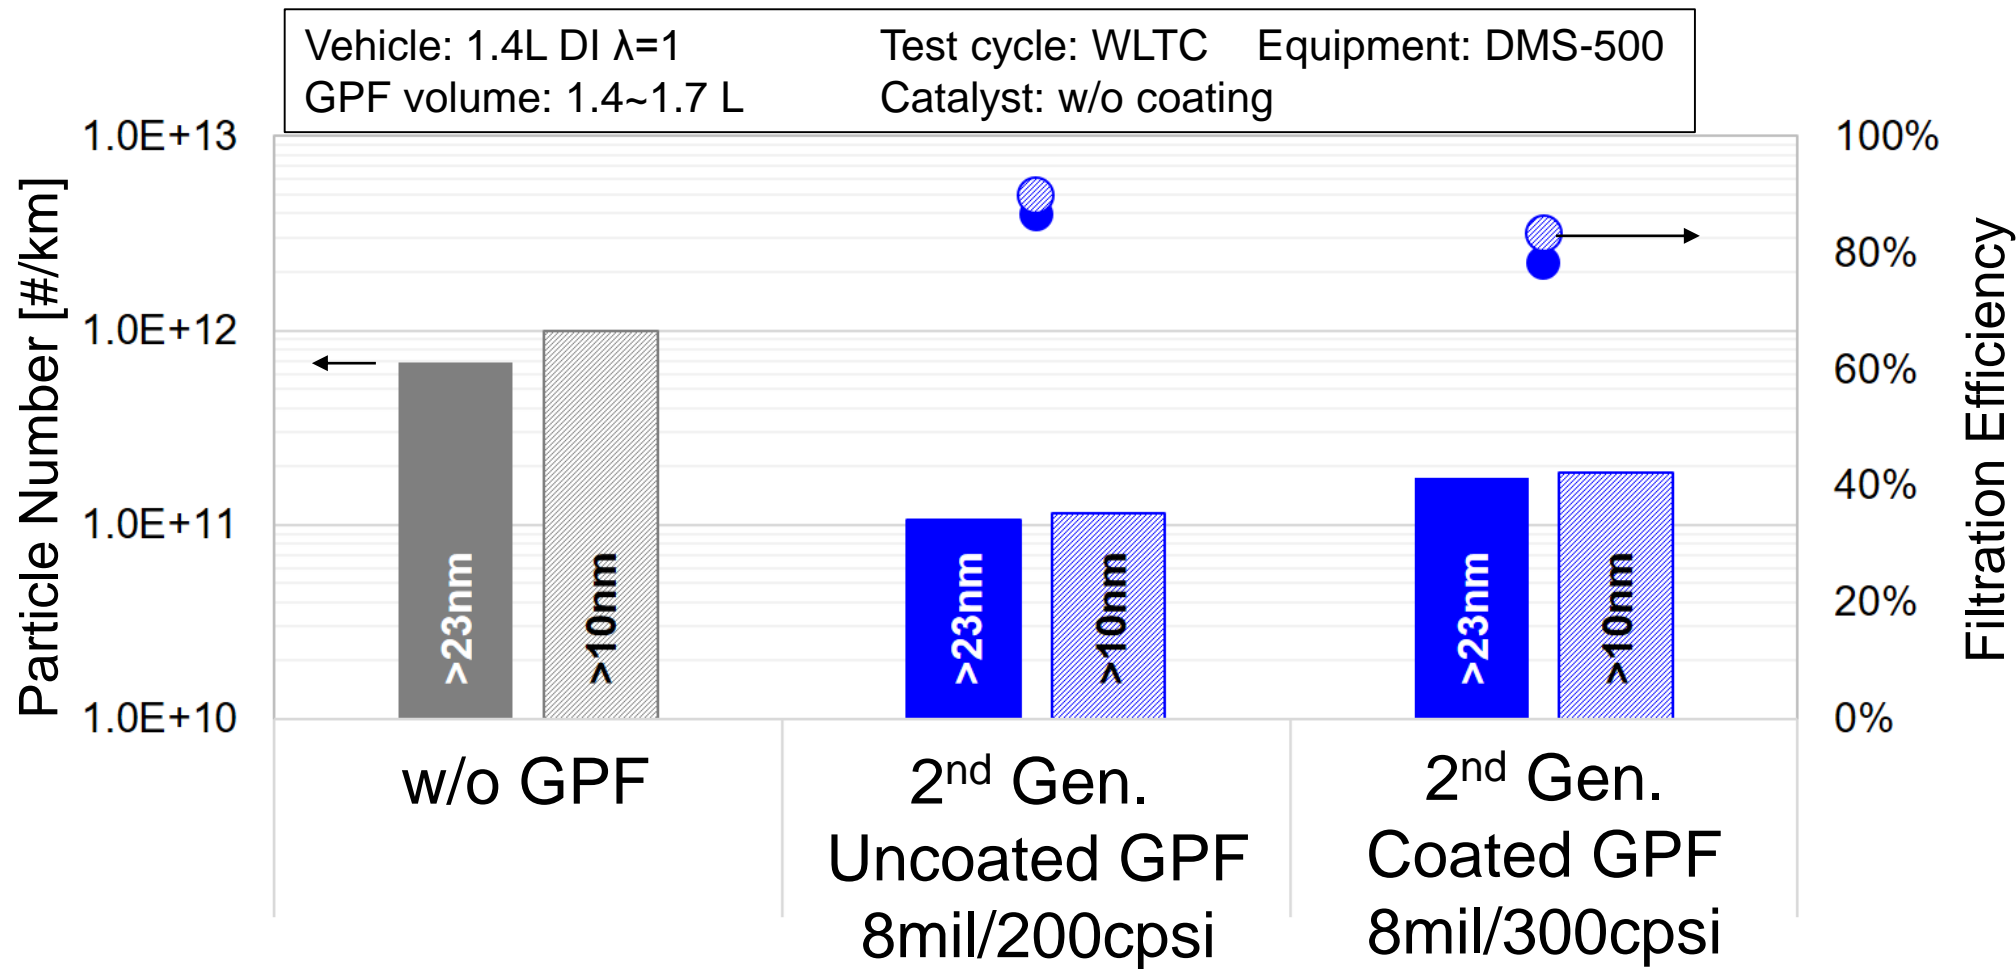 Vehicle: 1.4L DI λ=1 Test cycle: WLTC Equipment: DMS-500
GPF volume: 1.4~1.7 L Catalyst: w/o coating
Particle Number [#/km]
1.0E+13
1.0E+12
1.0E+11
1.0E+10
100%
80%
60%
40%
20%
0%
Filtration Efficiency
>23nm
>10nm
>23nm
>10nm
>23nm
>10nm
w/o GPF
2nd Gen.
Uncoated GPF
8mil/200cpsi
2nd Gen.
Coated GPF
8mil/300cpsi